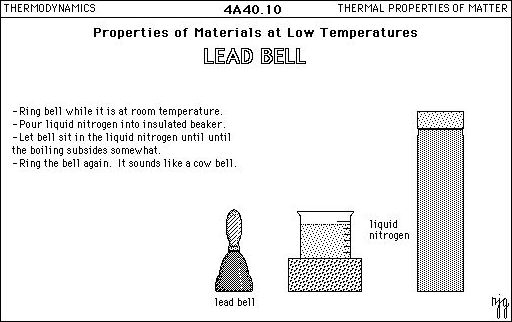 THERMODYNAMICS 4A40.10 THERMAL PROPERTIES OF MATTER
Properties of Materials at Low Temperatures
LEAD BELL
-Ring bell while it is at room temperature.
-Pour liquid nitrogen into insulated beaker.
-Let bell sit in the liquid nitrogen until until
the boiling subsides somewhat.
-Ring the bell again. It sounds like a cow bell.
liquid
nitrogen
lead bell